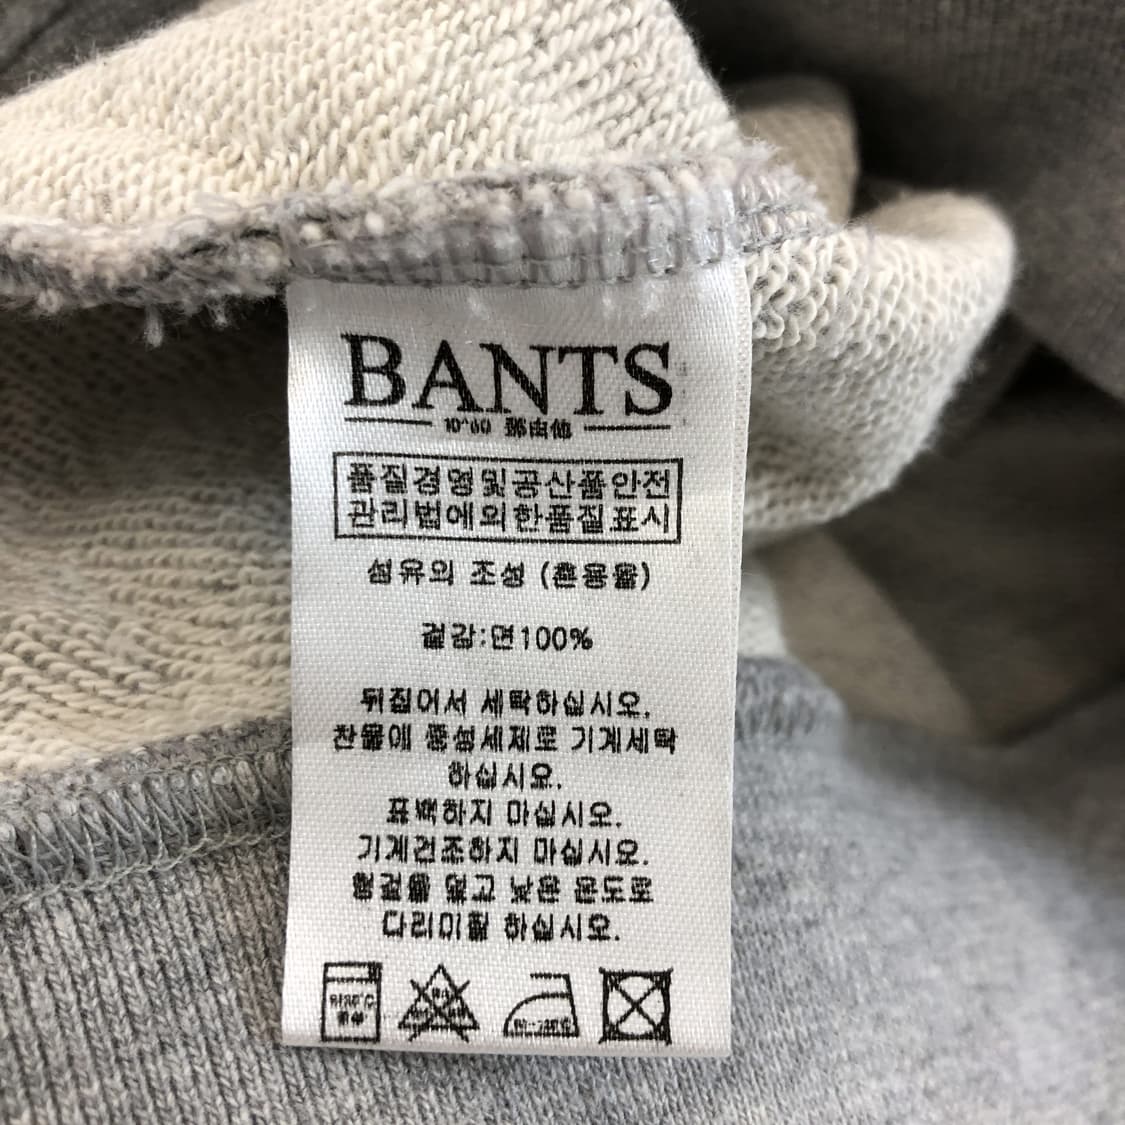 BANTS
품질경영및공산품안전
관리법에의한품질표시
섬유의 조성 (혼용율)
겉감:면100%
뒤집어서 세탁하십시오.
찬물에 중성세제로 기계세탁
하십시오.
표백하지 마십시오.
기계건조하지 마십시오.
헝겊을 덮고 낮은 온도로
다리미질 하십시오.